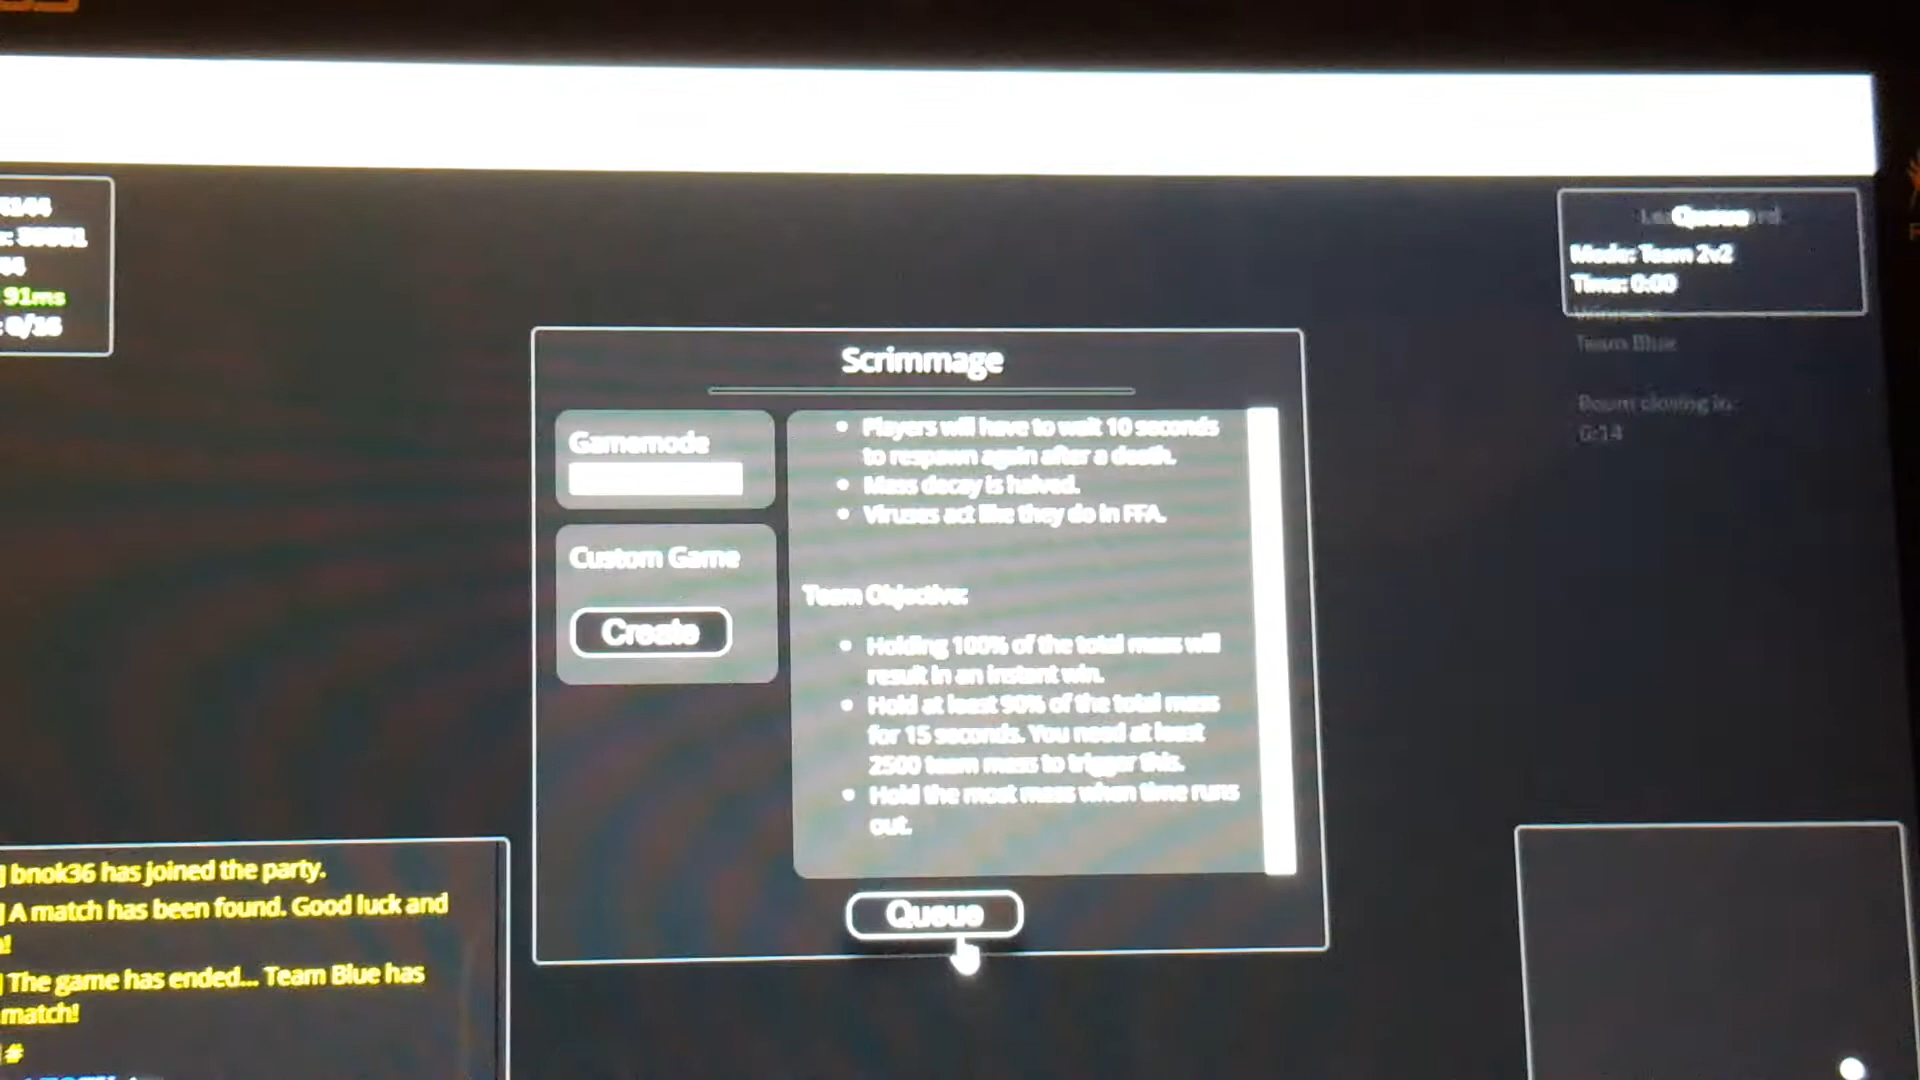 91ms
Mode: Team 2v2
Time: 0:00
Queue
Team Blue
Room closing in:
0:14
Scrimmage
Gamemode
Custom Game
Create
Players will have to wait 10 seconds
to respawn again after a death.
Mass decay is halved.
Viruses act like they do in FFA.
Team Objective:
Holding 100% of the total mass will
result in an instant win.
Hold at least 90% of the total mass
for 15 seconds. You need at least
2500 team mass to trigger this.
Hold the most mass when time runs
out.
Queue
] bnok36 has joined the party.
] A match has been found. Good luck and
!
] The game has ended... Team Blue has
match!
] #